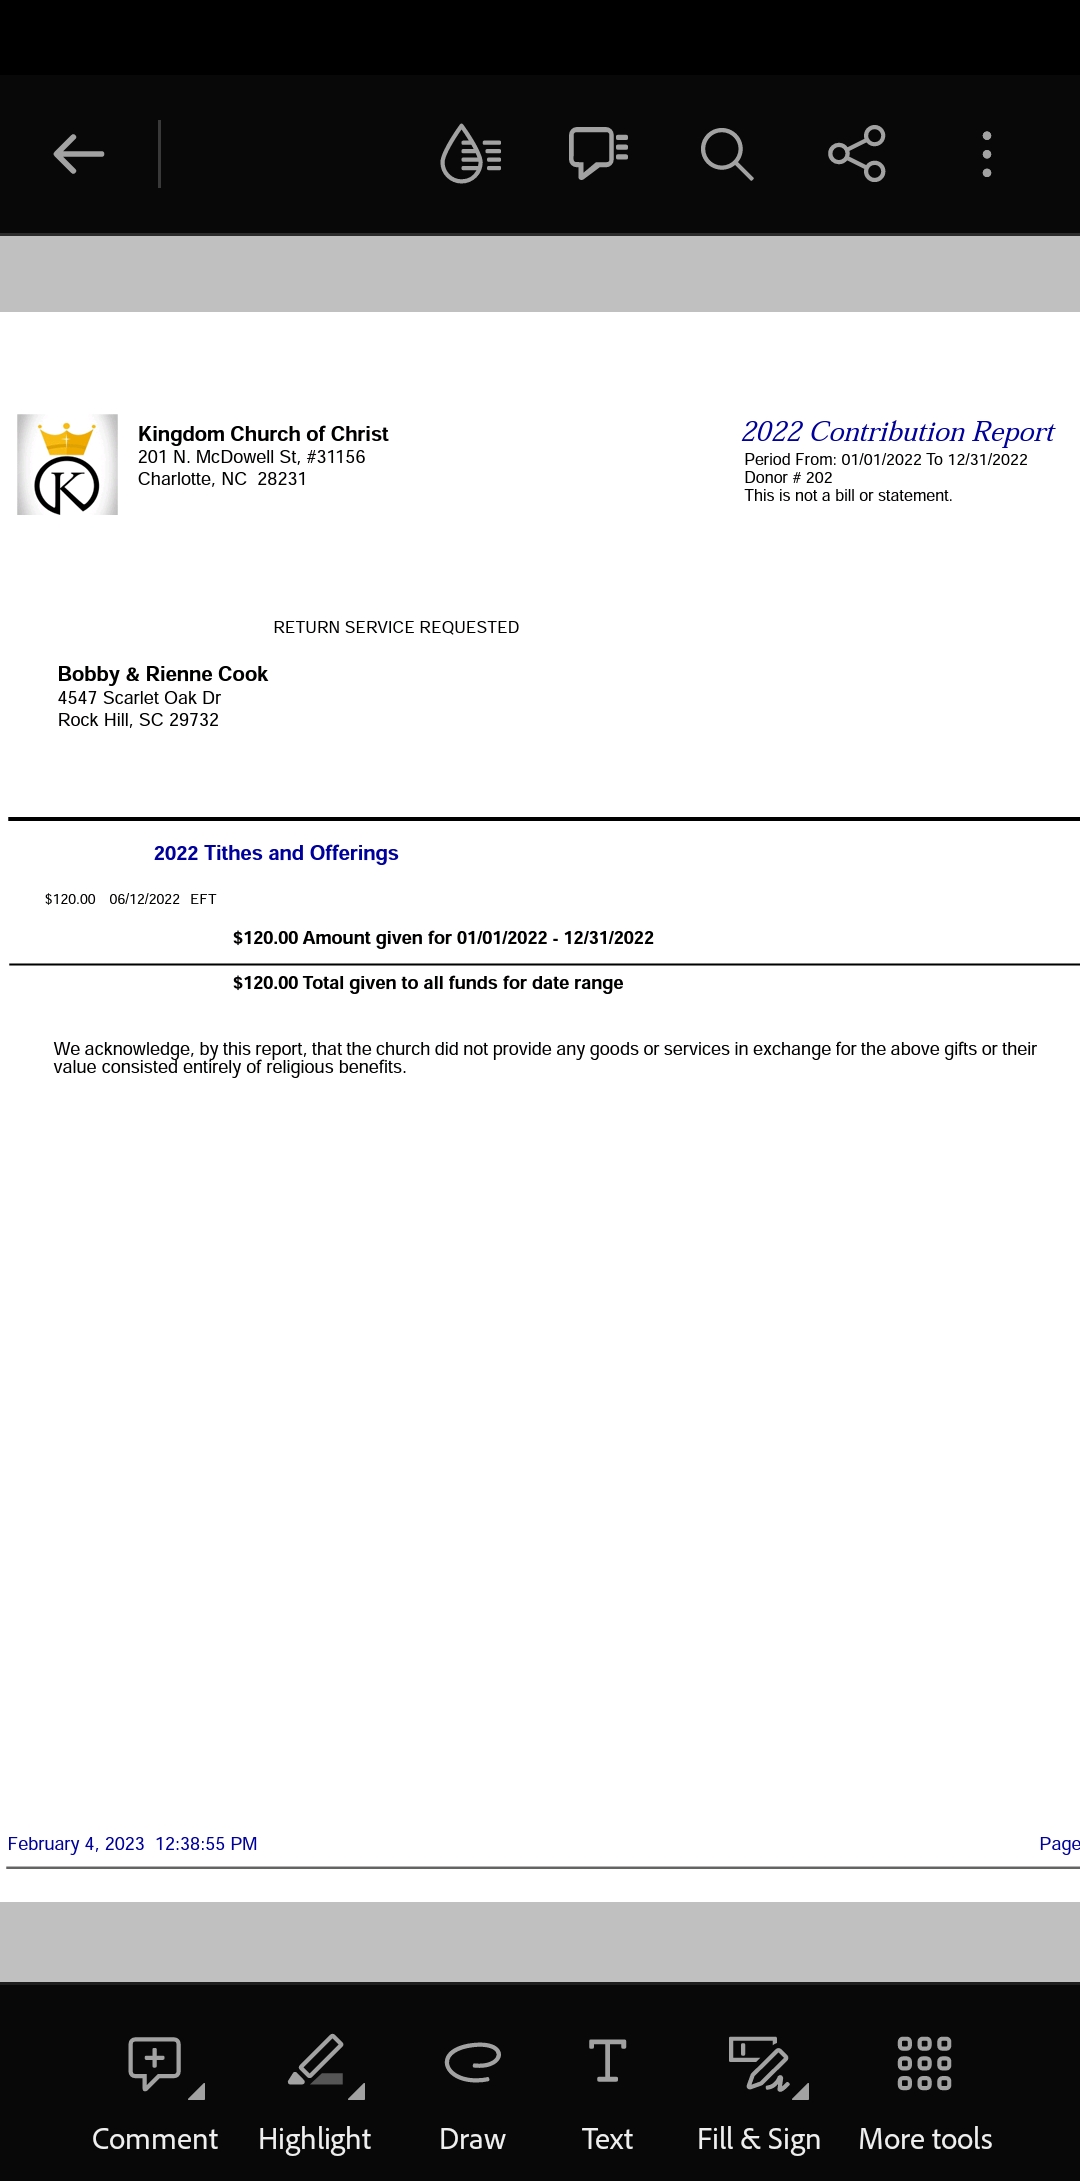 K
Kingdom Church of Christ
201 N. McDowell St, #31156
Charlotte, NC  28231
2022 Contribution Report
Period From: 01/01/2022 To 12/31/2022
Donor # 202
This is not a bill or statement.
RETURN SERVICE REQUESTED
Bobby & Rienne Cook
4547 Scarlet Oak Dr
Rock Hill, SC 29732
2022 Tithes and Offerings
$120.00 06/12/2022 EFT
$120.00 Amount given for 01/01/2022 - 12/31/2022
$120.00 Total given to all funds for date range
We acknowledge, by this report, that the church did not provide any goods or services in exchange for the above gifts or their
value consisted entirely of religious benefits.
February 4, 2023  12:38:55 PM Page
Comment Highlight Draw Text Fill & Sign More tools